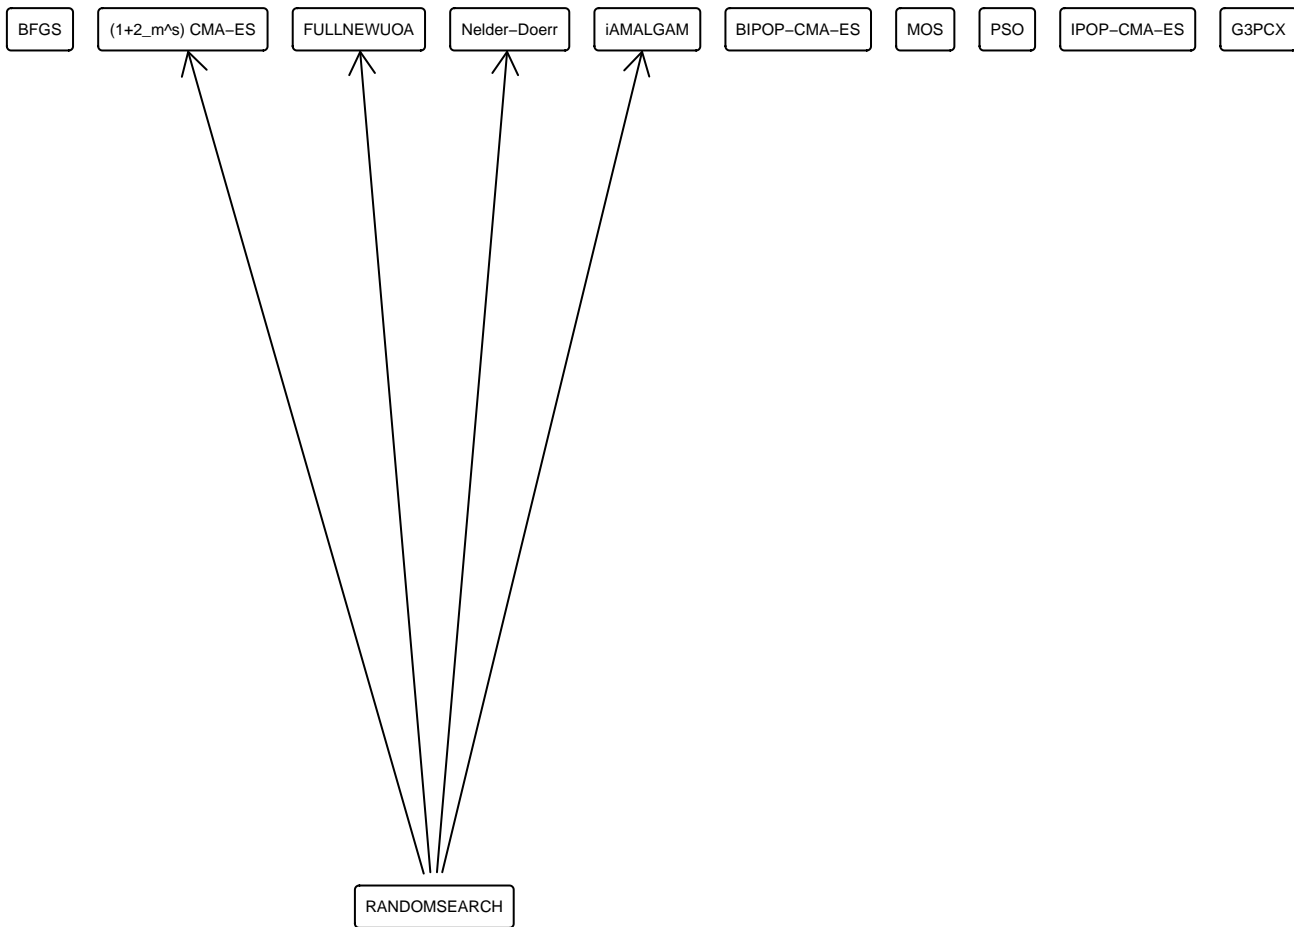 BFGS
(1+2_m^s) CMA−ES
FULLNEWUOA
Nelder−Doerr
iAMALGAM
BIPOP−CMA−ES
MOS
PSO
IPOP−CMA−ES
G3PCX
RANDOMSEARCH